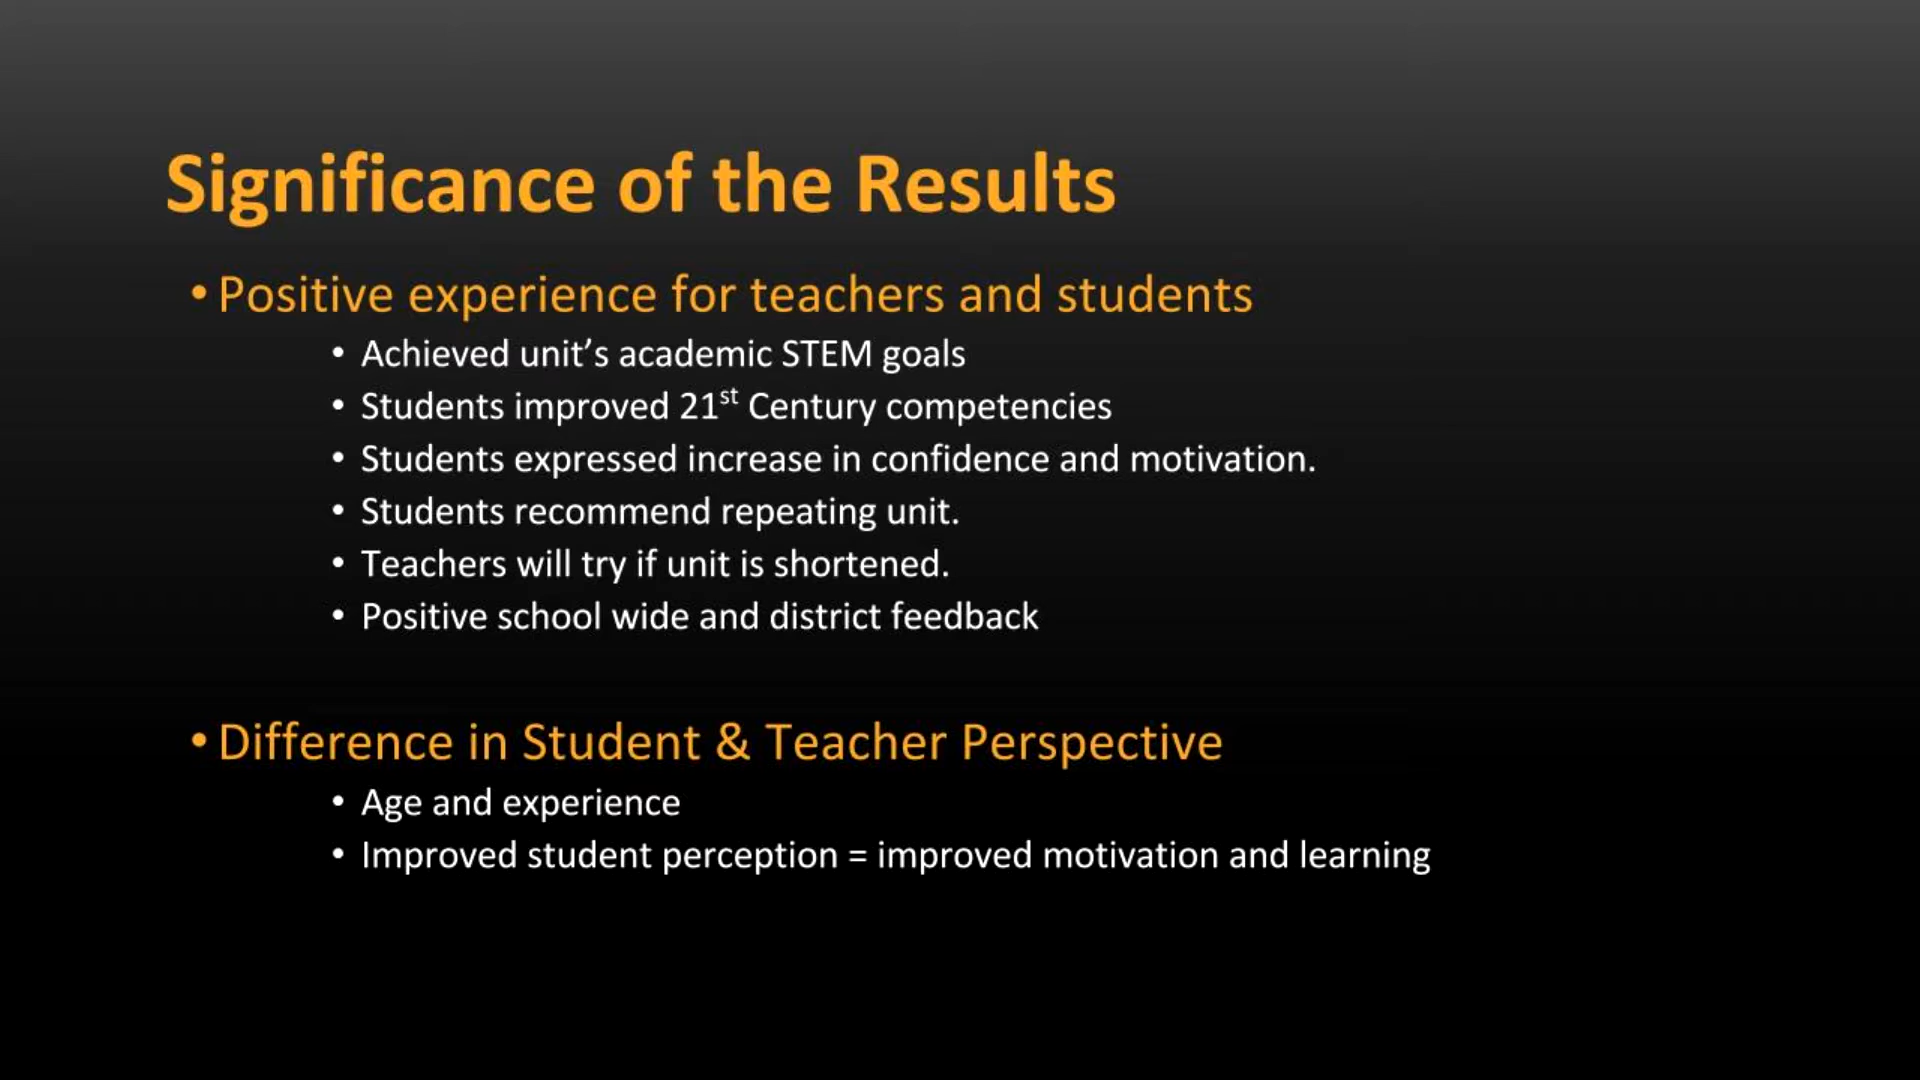 Significance of the Results
• Positive experience for teachers and students
• Achieved unit’s academic STEM goals
• Students improved 21st Century competencies
• Students expressed increase in confidence and motivation.
• Students recommend repeating unit.
• Teachers will try if unit is shortened.
• Positive school wide and district feedback
• Difference in Student & Teacher Perspective
• Age and experience
• Improved student perception = improved motivation and learning